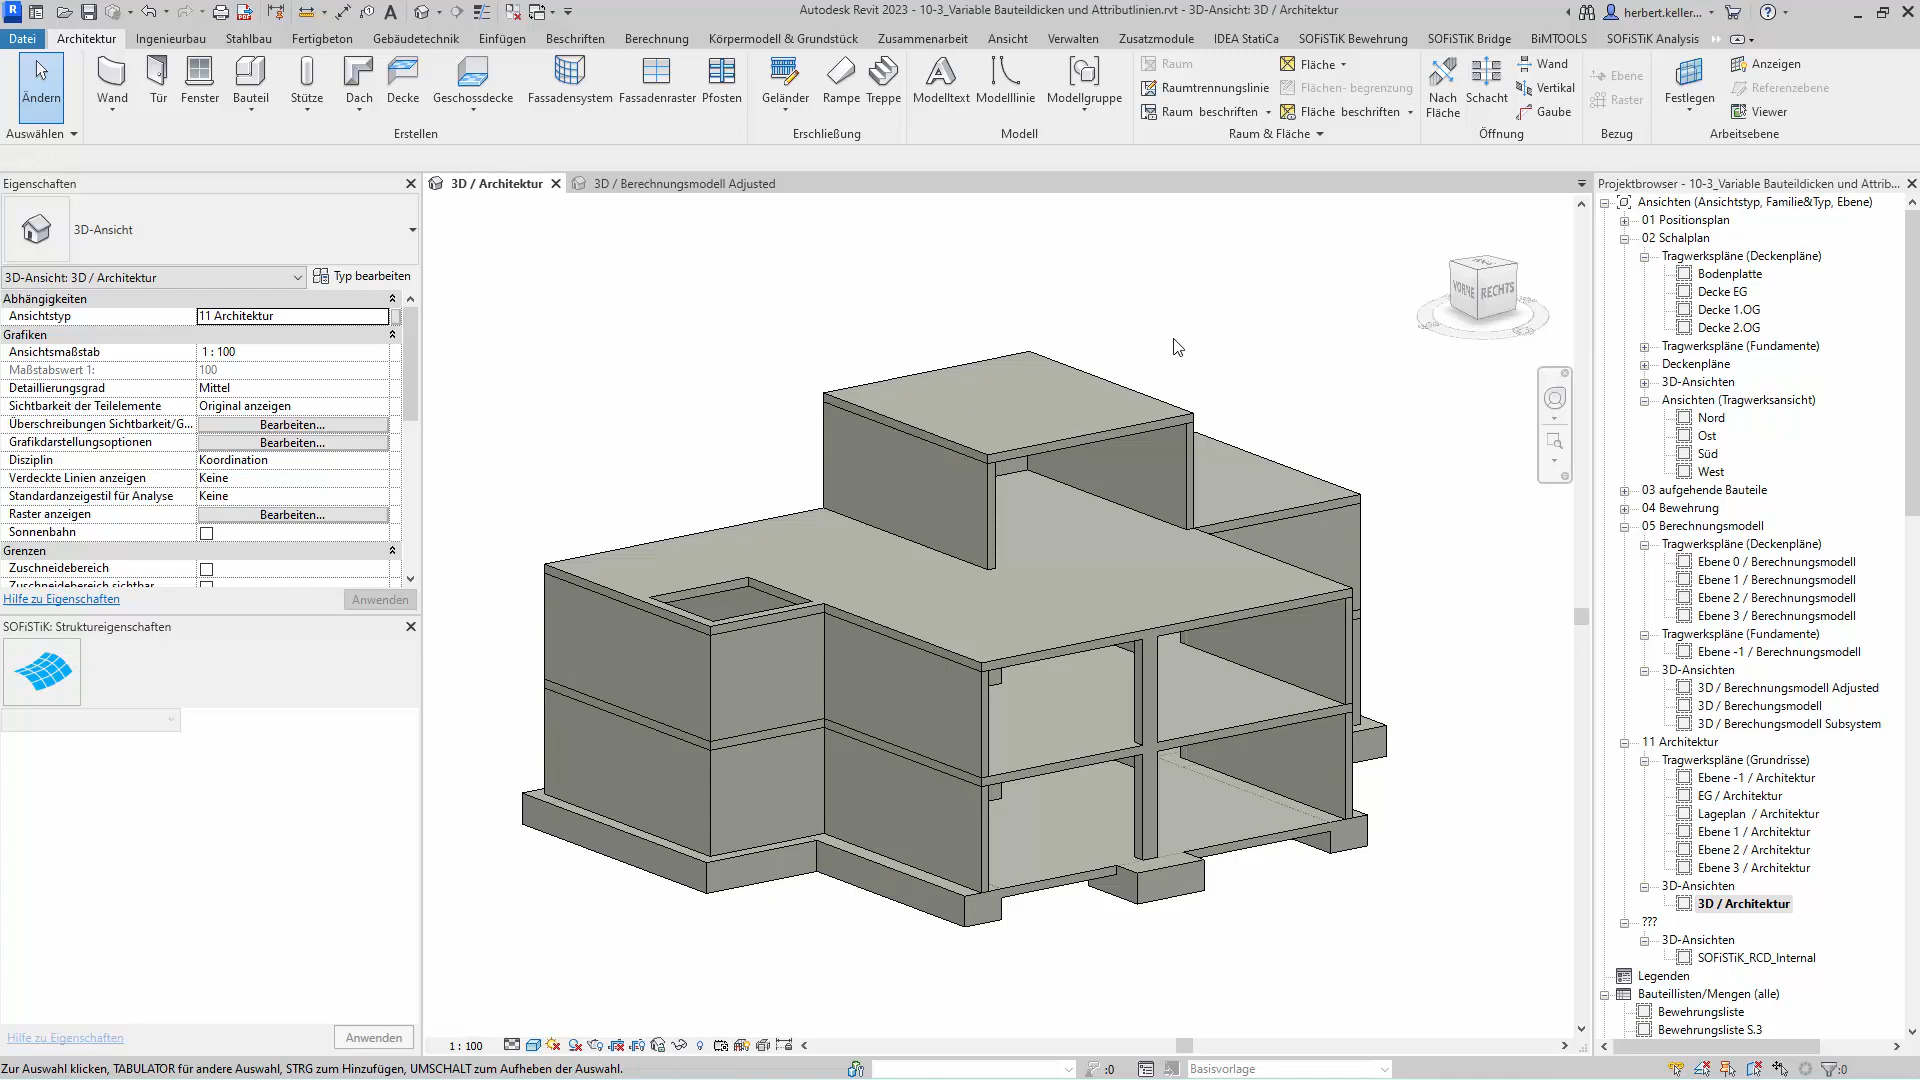 Autodesk Revit 2023 - 10-3_Variable Bauteildicken und Attributlinien.rvt - 3D-Ansicht: 3D / Architektur
herbert.keller...
Datei Architektur Ingenieurbau Stahlbau Fertigbeton Gebäudetechnik Einfügen Beschriften Berechnung Körpermodell & Grundstück Zusammenarbeit Ansicht Verwalten Zusatzmodule IDEA StatiCa SOFiSTiK Bewehrung SOFiSTiK Bridge BiMTOOLS SOFiSTiK Analysis
Ändern
Wand
Tür
Fenster
Bauteil
Stütze
Dach
Decke
Geschossdecke
Fassadensystem
Fassadenraster
Pfosten
Geländer
Rampe
Treppe
Modelltext
Modelllinie
Modellgruppe
Raum
Raumtrennungslinie
Raum beschriften
Fläche
Flächen- begrenzung
Fläche beschriften
Nach Fläche
Schacht
Wand
Vertikal
Gaube
Ebene
Raster
Festlegen
Anzeigen
Referenzebene
Viewer
Auswählen
Erstellen
Erschließung
Modell
Raum & Fläche
Öffnung
Bezug
Arbeitsebene
Eigenschaften
3D-Ansicht
3D-Ansicht: 3D / Architektur
Typ bearbeiten
Abhängigkeiten
Ansichtstyp 11 Architektur
Grafiken
Ansichtsmaßstab 1 : 100
Maßstabswert 1: 100
Detaillierungsgrad Mittel
Sichtbarkeit der Teilelemente Original anzeigen
Überschreibungen Sichtbarkeit/G... Bearbeiten...
Grafikdarstellungsoptionen Bearbeiten...
Disziplin Koordination
Verdeckte Linien anzeigen Keine
Standardanzeigestil für Analyse Keine
Raster anzeigen Bearbeiten...
Sonnenbahn
Grenzen
Zuschneidebereich
Zuschneidebereich sichtbar
Hilfe zu Eigenschaften Anwenden
SOFiSTiK: Struktureigenschaften
Hilfe zu Eigenschaften Anwenden
3D / Architektur
3D / Berechnungsmodell Adjusted
VORNE RECHTS
1 : 100
Projektbrowser - 10-3_Variable Bauteildicken und Attrib...
Ansichten (Ansichtstyp, Familie&Typ, Ebene)
01 Positionsplan
02 Schalplan
Tragwerkspläne (Deckenpläne)
Bodenplatte
Decke EG
Decke 1.OG
Decke 2.OG
Tragwerkspläne (Fundamente)
Deckenpläne
3D-Ansichten
Ansichten (Tragwerksansicht)
Nord
Ost
Süd
West
03 aufgehende Bauteile
04 Bewehrung
05 Berechnungsmodell
Tragwerkspläne (Deckenpläne)
Ebene 0 / Berechnungsmodell
Ebene 1 / Berechnungsmodell
Ebene 2 / Berechnungsmodell
Ebene 3 / Berechnungsmodell
Tragwerkspläne (Fundamente)
Ebene -1 / Berechnungsmodell
3D-Ansichten
3D / Berechnungsmodell Adjusted
3D / Berechungsmodell
3D / Berechungsmodell Subsystem
11 Architektur
Tragwerkspläne (Grundrisse)
Ebene -1 / Architektur
EG / Architektur
Lageplan / Architektur
Ebene 1 / Architektur
Ebene 2 / Architektur
Ebene 3 / Architektur
3D-Ansichten
3D / Architektur
???
3D-Ansichten
SOFiSTiK_RCD_Internal
Legenden
Bauteillisten/Mengen (alle)
Bewehrungsliste
Bewehrungsliste S.3
Zur Auswahl klicken, TABULATOR für andere Auswahl, STRG zum Hinzufügen, UMSCHALT zum Aufheben der Auswahl.
:0
Basisvorlage
:0